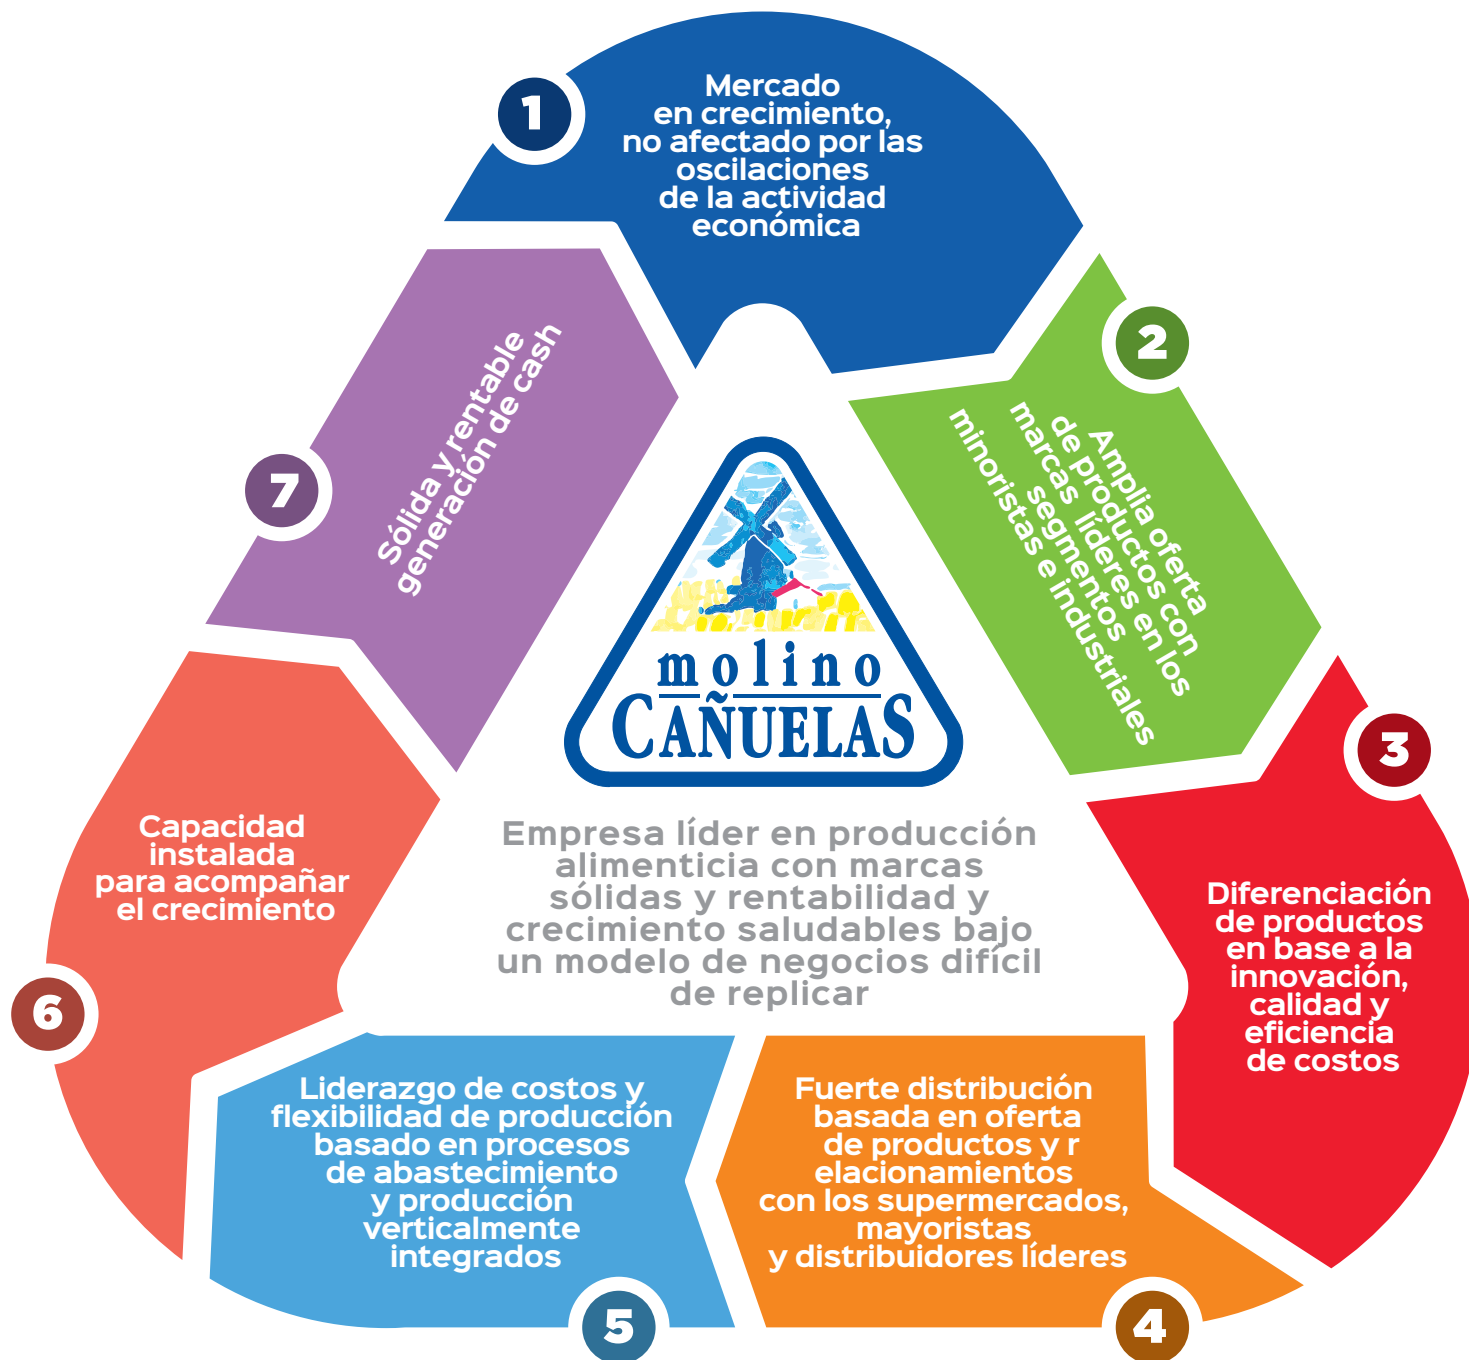 1
Mercado
en crecimiento,
no afectado por las
oscilaciones
de la actividad
económica
2
Amplia oferta
de productos con
marcas líderes en los
segmentos
minoristas e industriales
3
Diferenciación
de productos
en base a la
innovación,
calidad y
eficiencia
de costos
4
Fuerte distribución
basada en oferta
de productos y r
elacionamientos
con los supermercados,
mayoristas
y distribuidores líderes
5
Liderazgo de costos y
flexibilidad de producción
basado en procesos
de abastecimiento
y producción
verticalmente
integrados
6
Capacidad
instalada
para acompañar
el crecimiento
7
Sólida y rentable
generación de cash
molino
CAÑUELAS
Empresa líder en producción
alimenticia con marcas
sólidas y rentabilidad y
crecimiento saludables bajo
un modelo de negocios difícil
de replicar